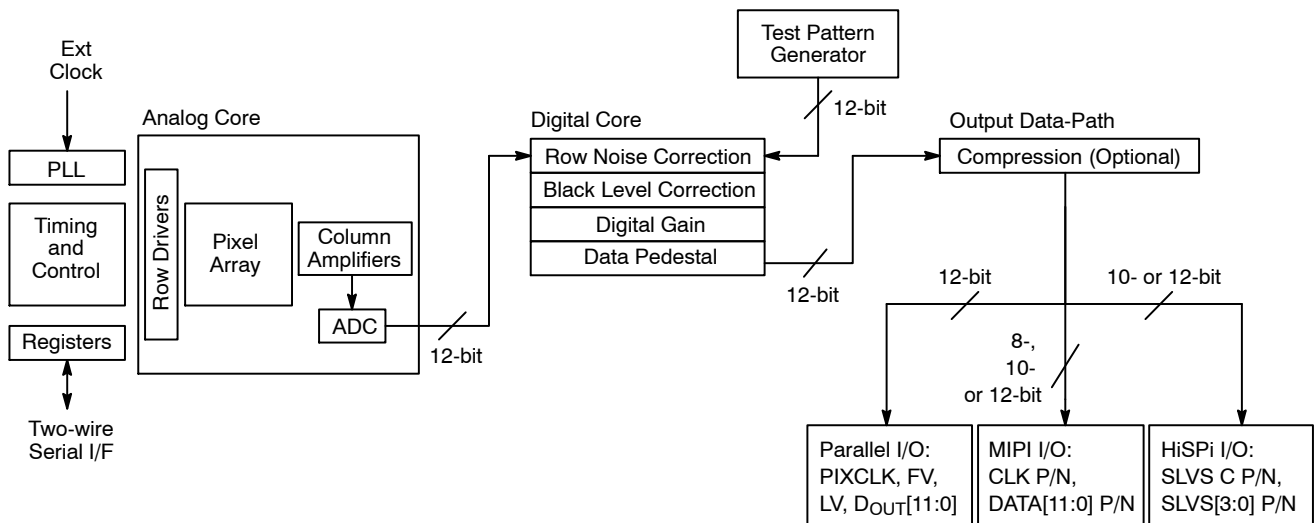 Ext
Clock
PLL
Timing
and
Control
Registers
Two-wire
Serial I/F
Analog Core
Row Drivers
Pixel
Array
Column
Amplifiers
ADC
12-bit
Test Pattern
Generator
12-bit
Digital Core
Row Noise Correction
Black Level Correction
Digital Gain
Data Pedestal
12-bit
Output Data-Path
Compression (Optional)
12-bit
8-,
10-
or 12-bit
10- or 12-bit
Parallel I/O:
PIXCLK, FV,
LV, DOUT[11:0]
MIPI I/O:
CLK P/N,
DATA[11:0] P/N
HiSPi I/O:
SLVS C P/N,
SLVS[3:0] P/N